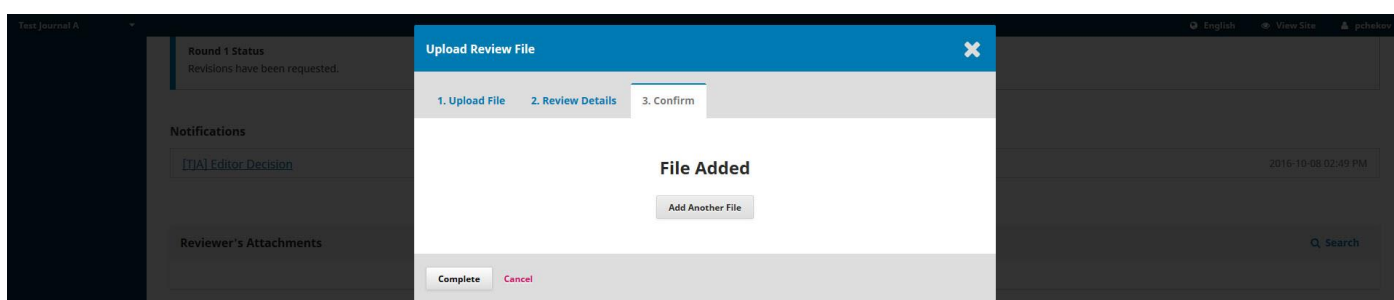 Test Journal A
English
View Site
pchekov
Round 1 Status
Revisions have been requested.
Upload Review File
1. Upload File
2. Review Details
3. Confirm
Notifications
[TJA] Editor Decision
2016-10-08 02:49 PM
File Added
Add Another File
Reviewer's Attachments
Search
Complete
Cancel